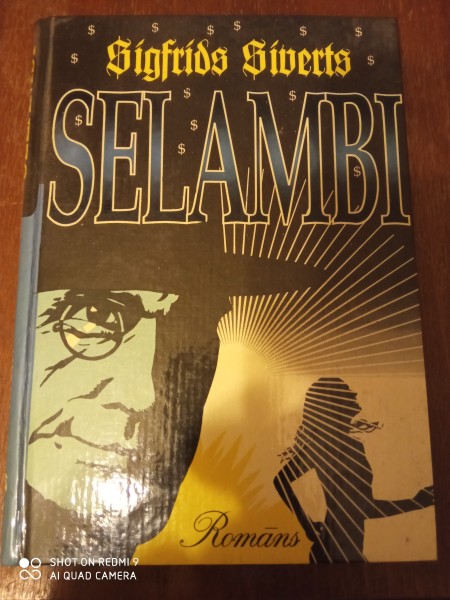 Sigfrids Siverts
SELAMBI
Romāns
SHOT ON REDMI 9
AI QUAD CAMERA